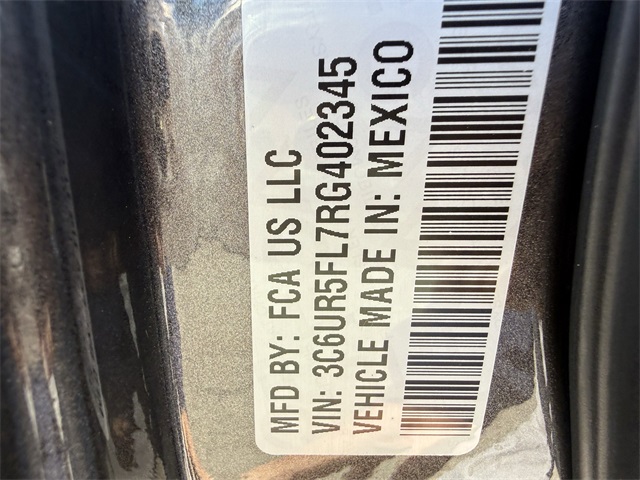 MFD BY: FCA US LLC
VIN: 3C6UR5FL7RG402345
VEHICLE MADE IN: MEXICO